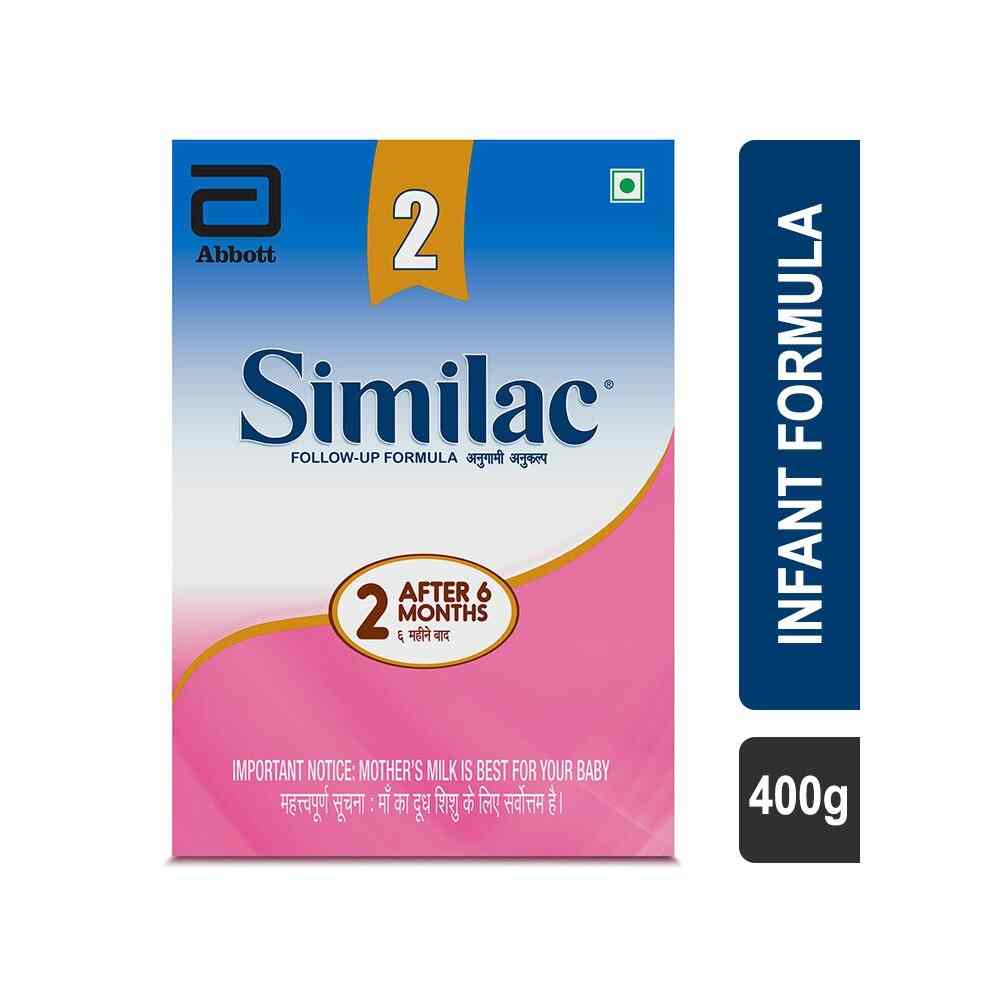 Abbott
2
Similac®
FOLLOW-UP FORMULA अनुगामी अनुकल्प
2 AFTER 6
MONTHS
६ महीने बाद
IMPORTANT NOTICE: MOTHER'S MILK IS BEST FOR YOUR BABY
महत्त्वपूर्ण सूचना : माँ का दूध शिशु के लिए सर्वोत्तम है।
INFANT FORMULA
400g